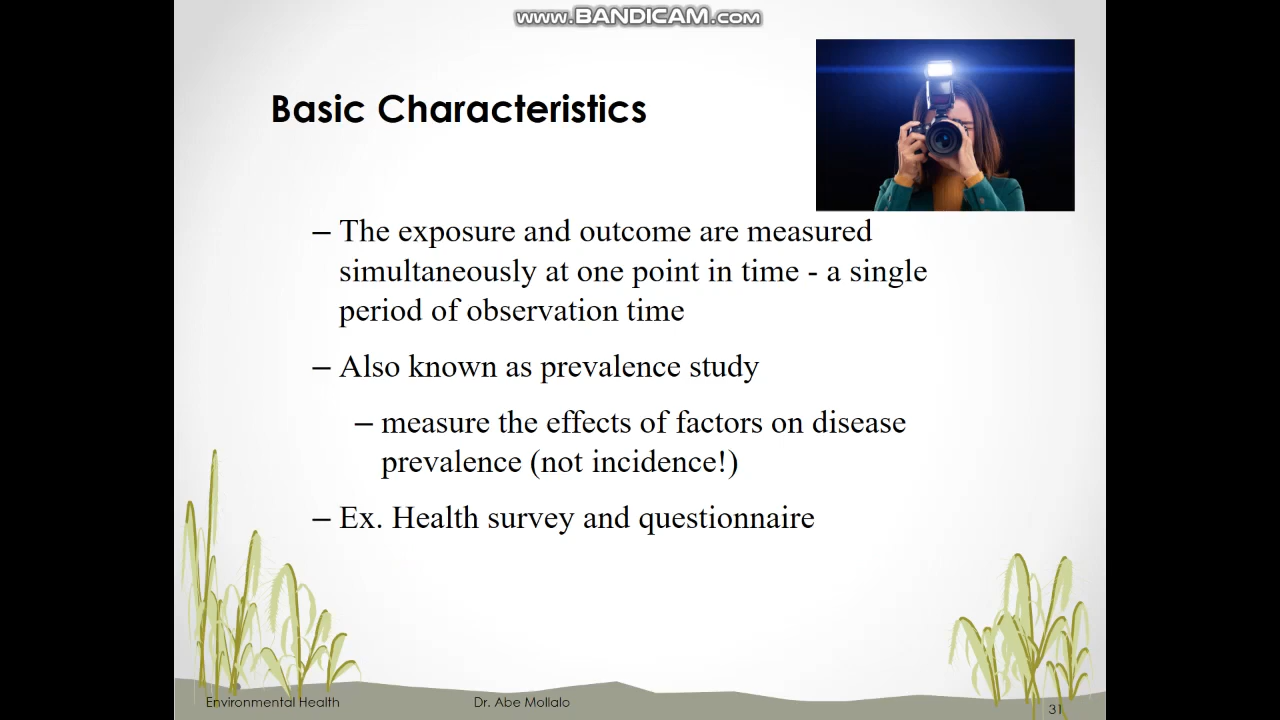 www.BANDICAM.com
Basic Characteristics
– The exposure and outcome are measured
simultaneously at one point in time - a single
period of observation time
– Also known as prevalence study
– measure the effects of factors on disease
prevalence (not incidence!)
– Ex. Health survey and questionnaire
Environmental Health
Dr. Abe Mollalo
31